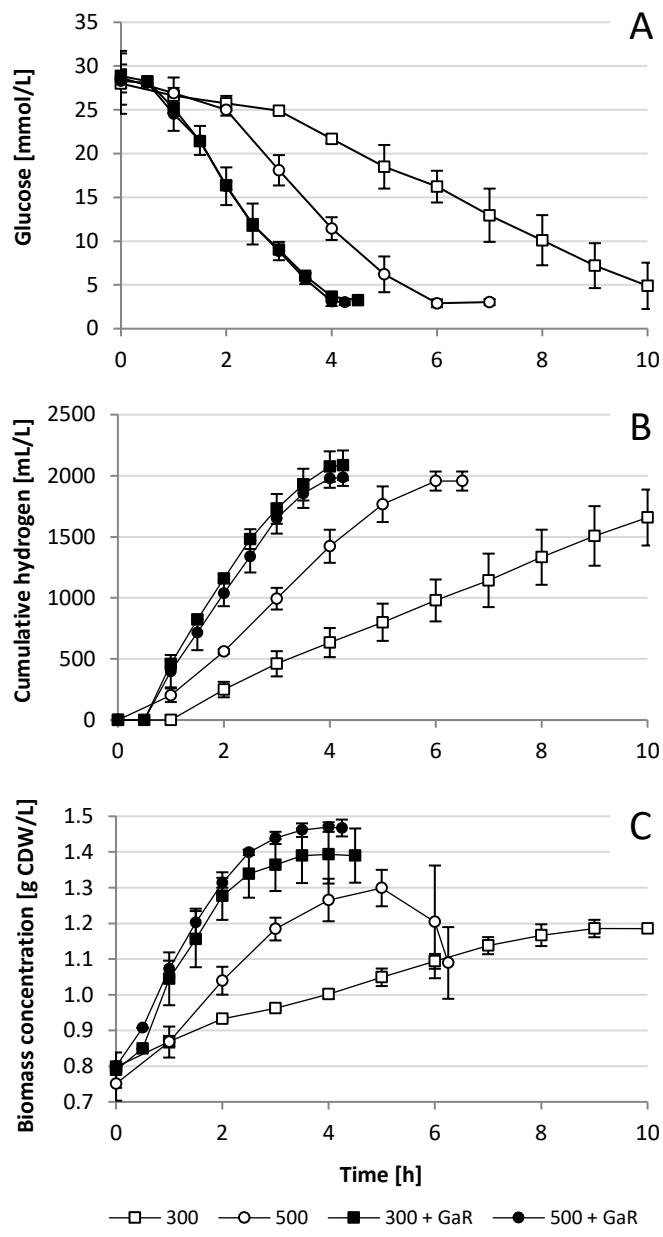 A
Glucose [mmol/L]
35
30
25
20
15
10
5
0
0 2 4 6 8 10
B
Cumulative hydrogen [mL/L]
2500
2000
1500
1000
500
0
0 2 4 6 8 10
C
Biomass concentration [g CDW/L]
1.5
1.4
1.3
1.2
1.1
1.0
0.9
0.8
0.7
0 2 4 6 8 10
Time [h]
300 500 300 + GaR 500 + GaR